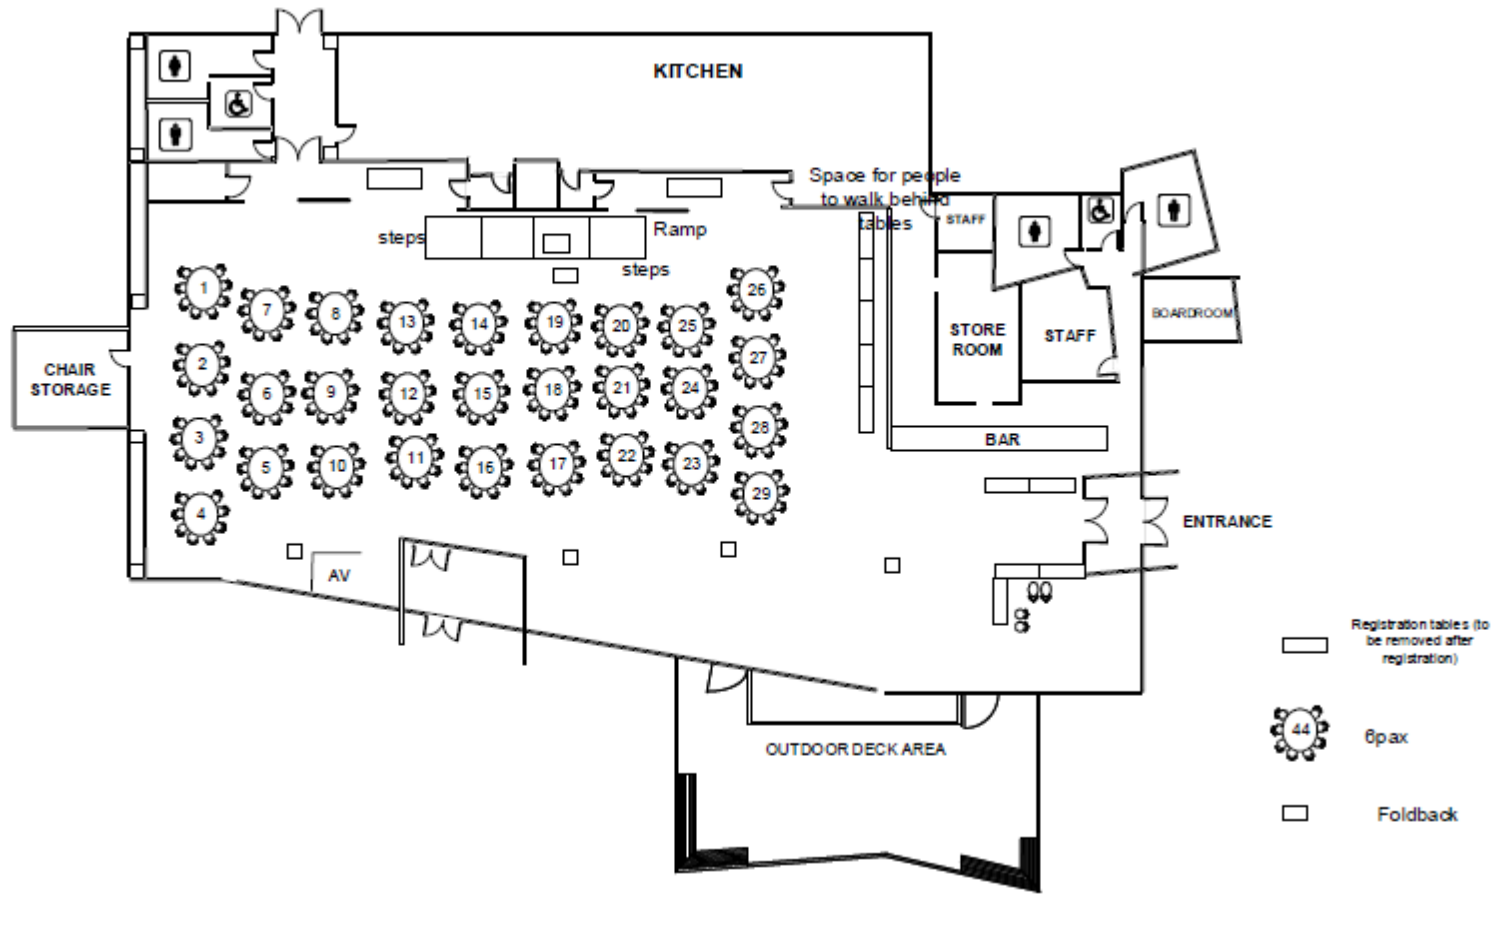 KITCHEN
Space for people
to walk behind
tables
STAFF
steps
Ramp
steps
1
7
8
13
14
19
20
25
26
2
6
9
12
15
18
21
24
27
3
5
10
11
16
17
22
23
28
4
29
CHAIR
STORAGE
STORE
ROOM
STAFF
BOARDROOM
BAR
ENTRANCE
AV
OUTDOOR DECK AREA
Registration tables (to
be removed after
registration)
44
6pax
Foldback